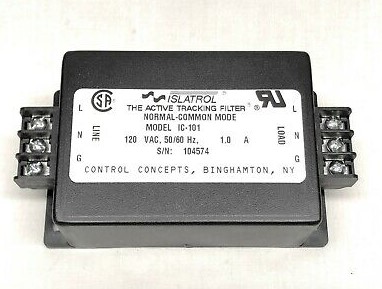 SA
ISLATROL
THE ACTIVE TRACKING FILTER®
NORMAL-COMMON MODE
MODEL IC-101
120 VAC, 50/60 Hz, 1.0 A
S/N: 104574
CONTROL CONCEPTS, BINGHAMTON, NY
L
N
G
LINE
L
N
G
LOAD